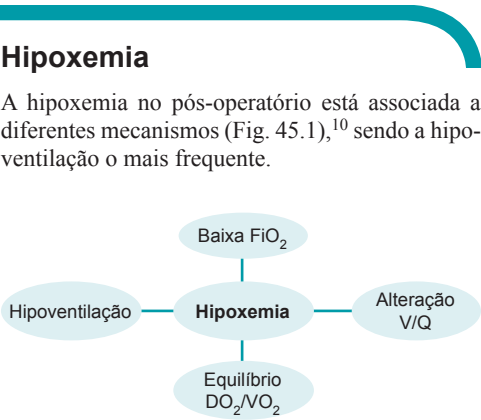 Hipoxemia
A hipoxemia no pós-operatório está associada a
diferentes mecanismos (Fig. 45.1),¹⁰ sendo a hipo-
ventilação o mais frequente.
Baixa FiO₂
Hipoventilação
Hipoxemia
Alteração
V/Q
Equilíbrio
DO₂/VO₂